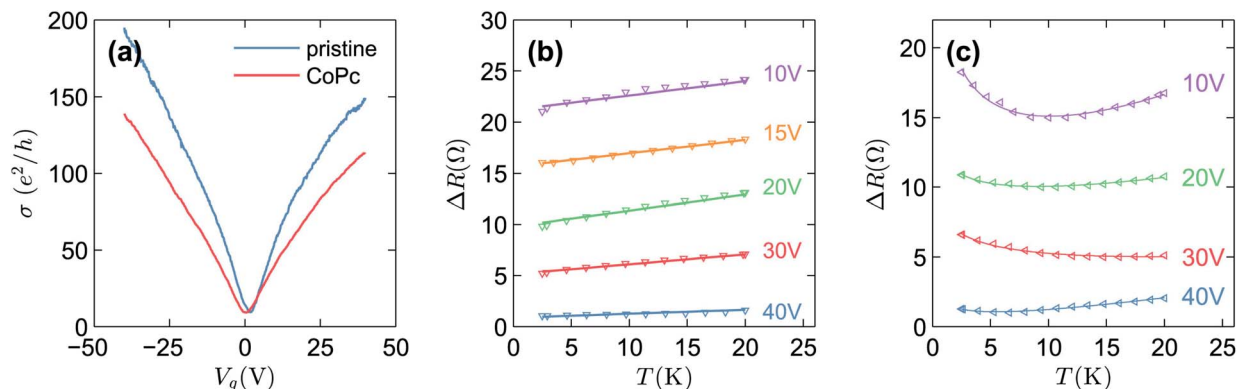 (a)
pristine
CoPc
200
150
100
50
0
σ (e²/h)
−50
−25
0
25
50
V_g(V)
(b)
30
25
20
15
10
5
0
ΔR(Ω)
10V
15V
20V
30V
40V
0
5
10
15
20
25
T(K)
(c)
20
15
10
5
0
ΔR(Ω)
10V
20V
30V
40V
0
5
10
15
20
25
T(K)